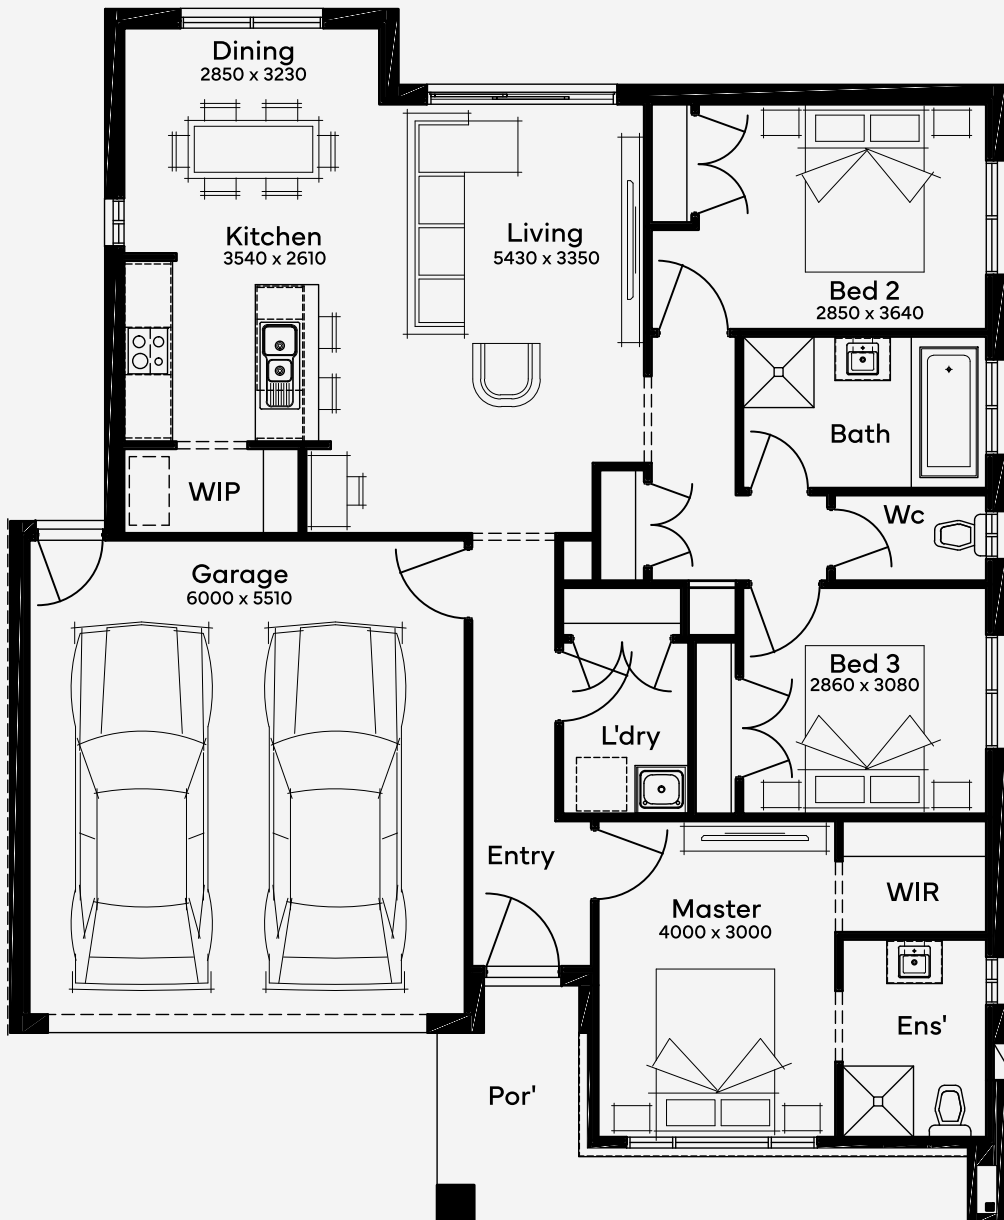 Dining
2850 x 3230
Kitchen
3540 x 2610
Living
5430 x 3350
Bed 2
2850 x 3640
Bath
WIP
Wc
Garage
6000 x 5510
Bed 3
2860 x 3080
L'dry
Entry
Master
4000 x 3000
WIR
Ens'
Por'